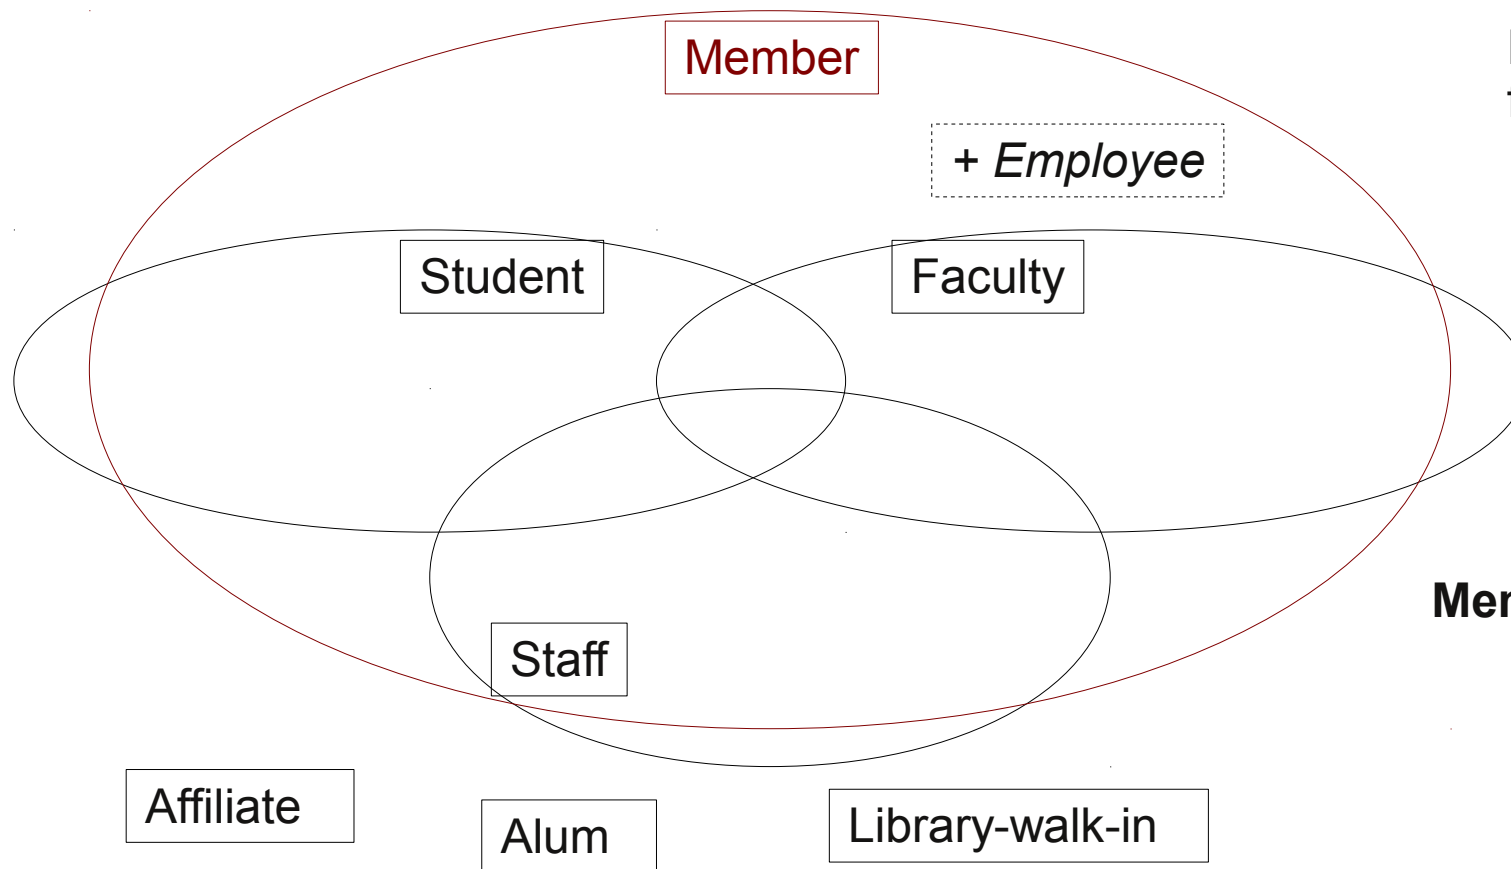 Member
+ Employee
Student
Faculty
Staff
Affiliate
Alum
Library-walk-in